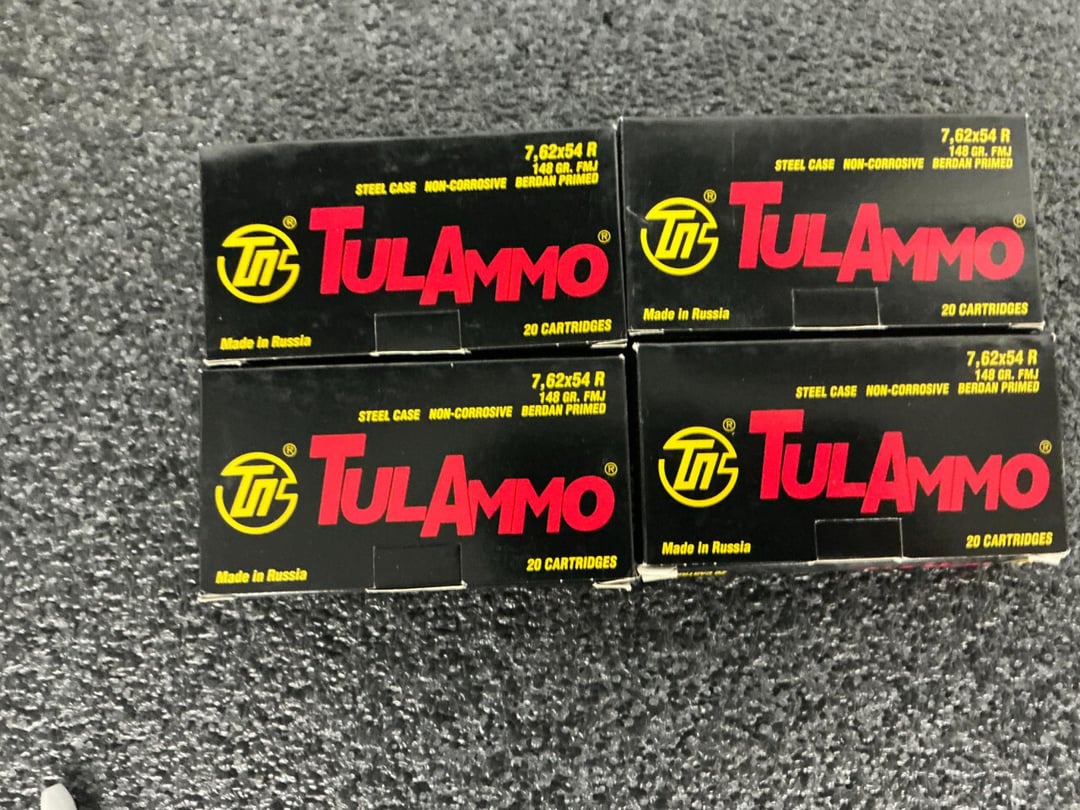 7,62x54 R
148 GR. FMJ
STEEL CASE NON-CORROSIVE BERDAN PRIMED
® TULAMMO®
Made in Russia 20 CARTRIDGES
7,62x54 R
148 GR. FMJ
STEEL CASE NON-CORROSIVE BERDAN PRIMED
® TULAMMO®
Made in Russia 20 CARTRIDGES
7,62x54 R
148 GR. FMJ
STEEL CASE NON-CORROSIVE BERDAN PRIMED
® TULAMMO®
Made in Russia 20 CARTRIDGES
7,62x54 R
148 GR. FMJ
STEEL CASE NON-CORROSIVE BERDAN PRIMED
® TULAMMO®
Made in Russia 20 CARTRIDGES